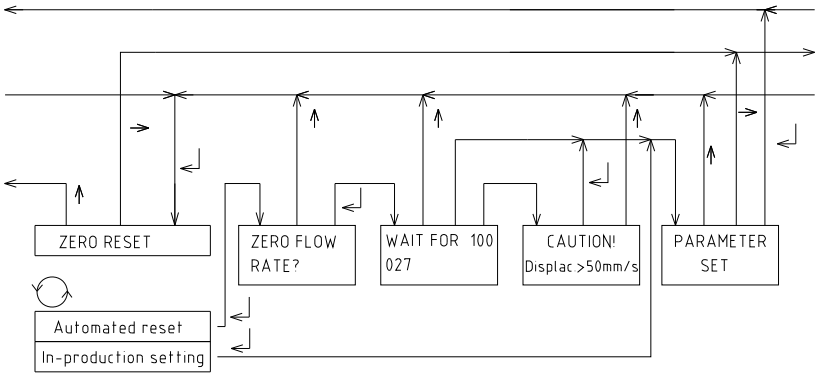 ZERO RESET
ZERO FLOW
RATE?
WAIT FOR 100
027
CAUTION!
Displac.>50mm/s
PARAMETER
SET
Automated reset
In-production setting